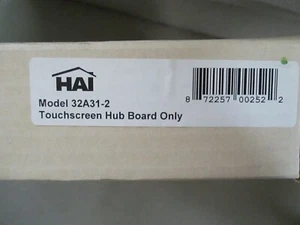 HAI
Model 32A31-2
Touchscreen Hub Board Only
8 72257 00252 2